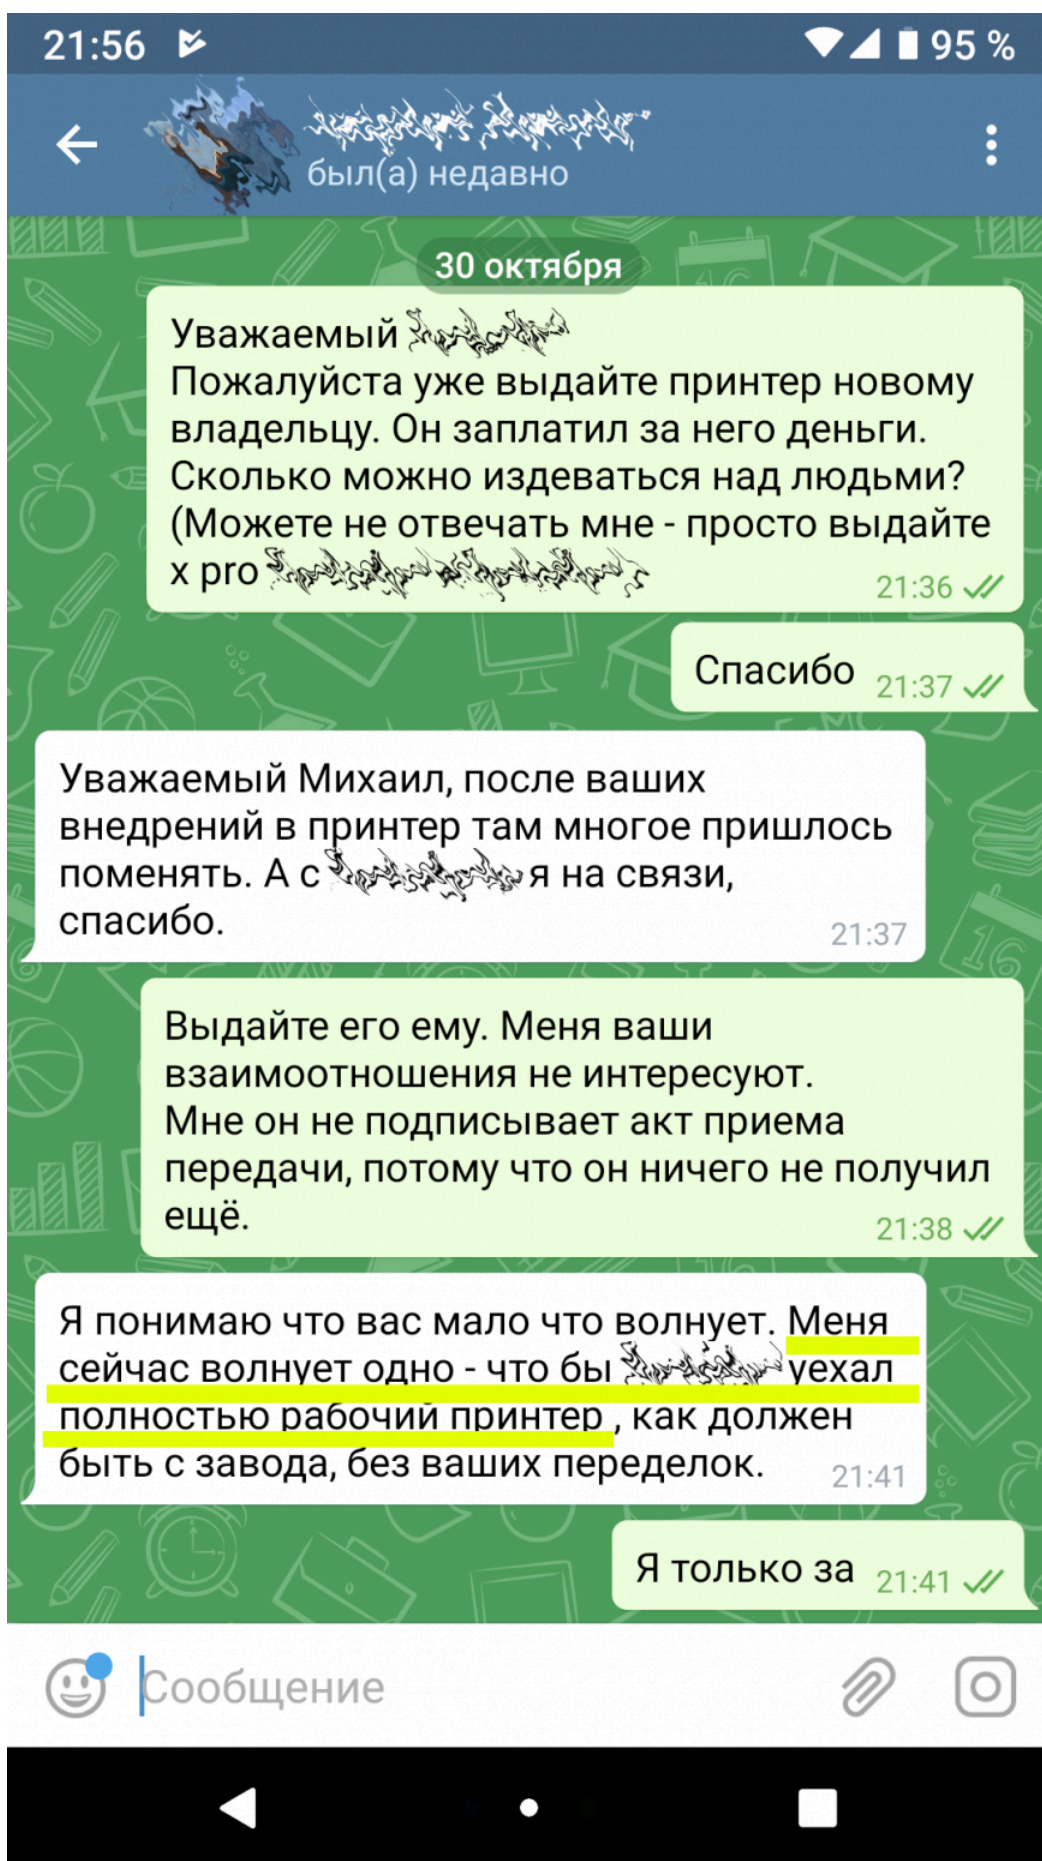 21:56
95 %
был(а) недавно
30 октября
Уважаемый
Пожалуйста уже выдайте принтер новому
владельцу. Он заплатил за него деньги.
Сколько можно издеваться над людьми?
(Можете не отвечать мне - просто выдайте
x pro
21:36
Спасибо 21:37
Уважаемый Михаил, после ваших
внедрений в принтер там многое пришлось
поменять. А с я на связи,
спасибо.
21:37
Выдайте его ему. Меня ваши
взаимоотношения не интересуют.
Мне он не подписывает акт приема
передачи, потому что он ничего не получил
ещё.
21:38
Я понимаю что вас мало что волнует. Меня
сейчас волнует одно - что бы уехал
полностью рабочий принтер , как должен
быть с завода, без ваших переделок.
21:41
Я только за 21:41
Сообщение